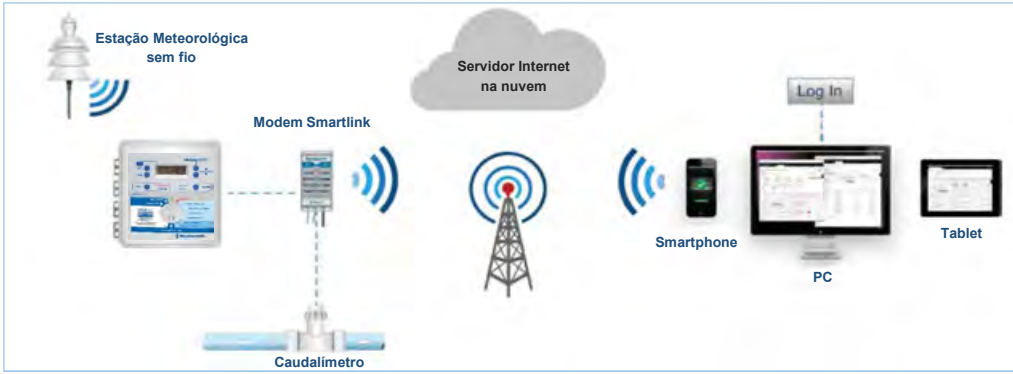 Estação Meteorológica
sem fio
Servidor Internet
na nuvem
Log In
Modem Smartlink
Smartphone
Tablet
PC
Caudalímetro